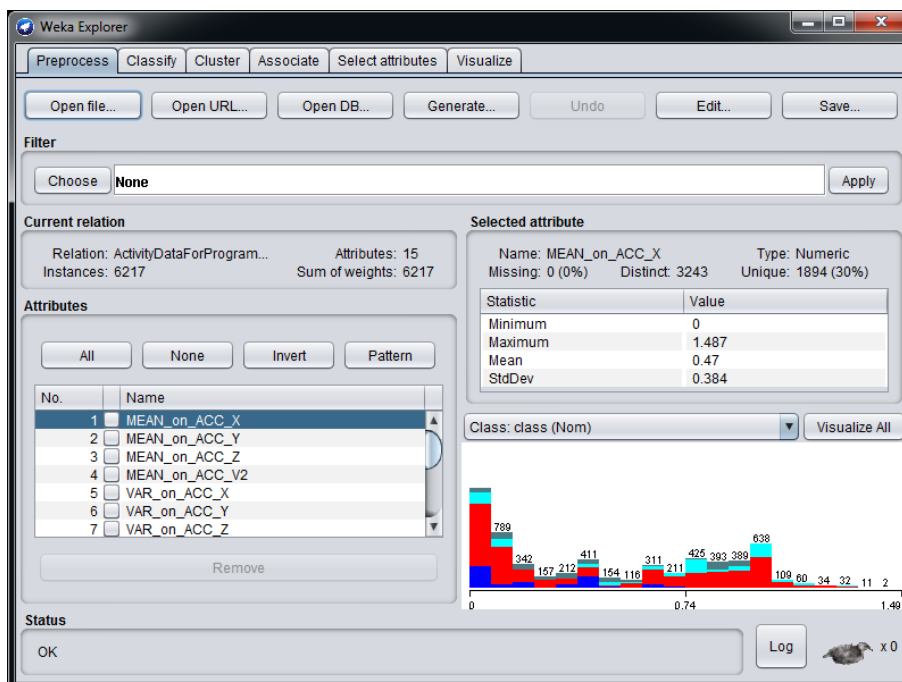 Weka Explorer
Preprocess Classify Cluster Associate Select attributes Visualize
Open file... Open URL... Open DB... Generate... Undo Edit... Save...
Filter
Choose None Apply
Current relation
Relation: ActivityDataForProgram... Attributes: 15
Instances: 6217 Sum of weights: 6217
Attributes
All None Invert Pattern
No. Name
1 MEAN_on_ACC_X
2 MEAN_on_ACC_Y
3 MEAN_on_ACC_Z
4 MEAN_on_ACC_V2
5 VAR_on_ACC_X
6 VAR_on_ACC_Y
7 VAR_on_ACC_Z
Remove
Selected attribute
Name: MEAN_on_ACC_X Type: Numeric
Missing: 0 (0%) Distinct: 3243 Unique: 1894 (30%)
Statistic Value
Minimum 0
Maximum 1.487
Mean 0.47
StdDev 0.384
Class: class (Nom) Visualize All
789 342 157 212 411 154 116 311 211 425 393 389 638 109 60 34 32 11 2
0 0.74 1.49
Status
OK Log x 0